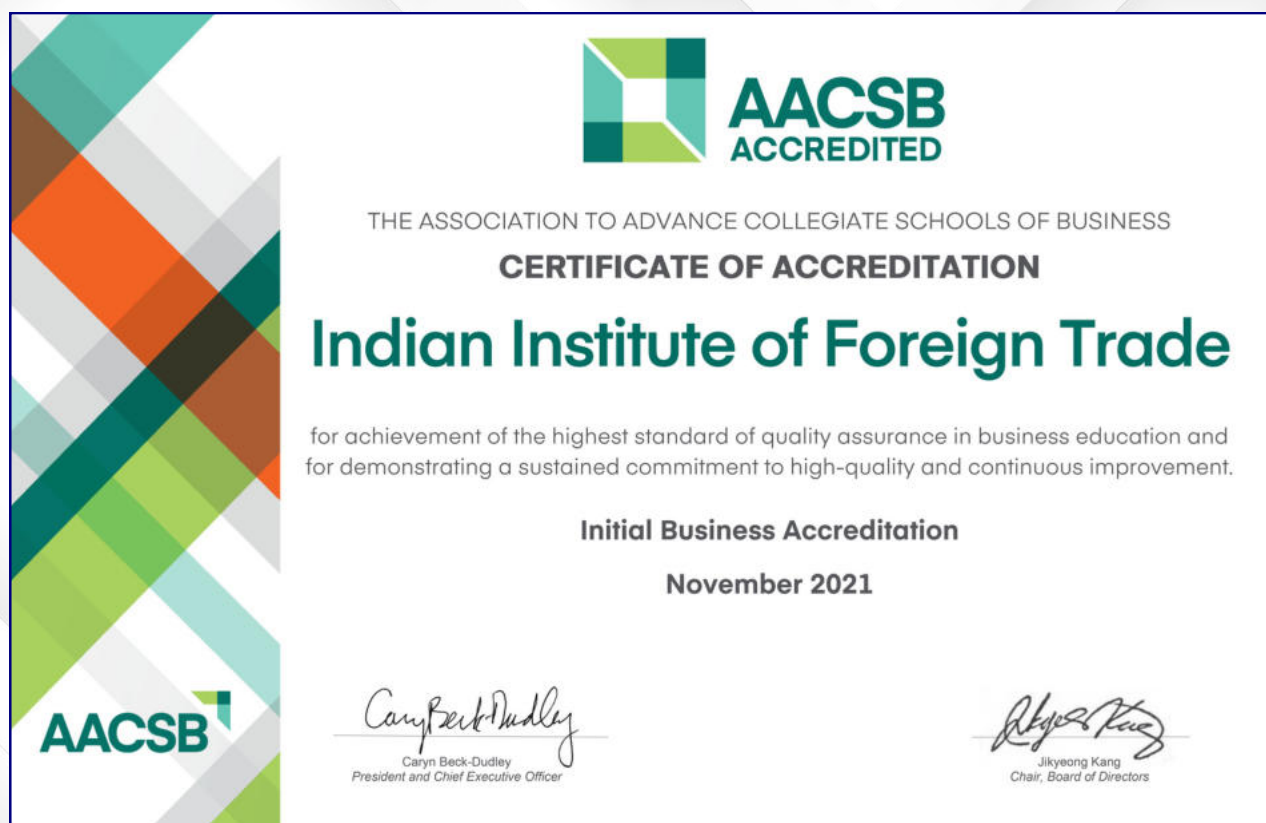 AACSB
ACCREDITED
THE ASSOCIATION TO ADVANCE COLLEGIATE SCHOOLS OF BUSINESS
CERTIFICATE OF ACCREDITATION
Indian Institute of Foreign Trade
for achievement of the highest standard of quality assurance in business education and
for demonstrating a sustained commitment to high-quality and continuous improvement.
Initial Business Accreditation
November 2021
AACSB
Caryn Beck-Dudley
Caryn Beck-Dudley
President and Chief Executive Officer
Jikyeong Kang
Jikyeong Kang
Chair, Board of Directors